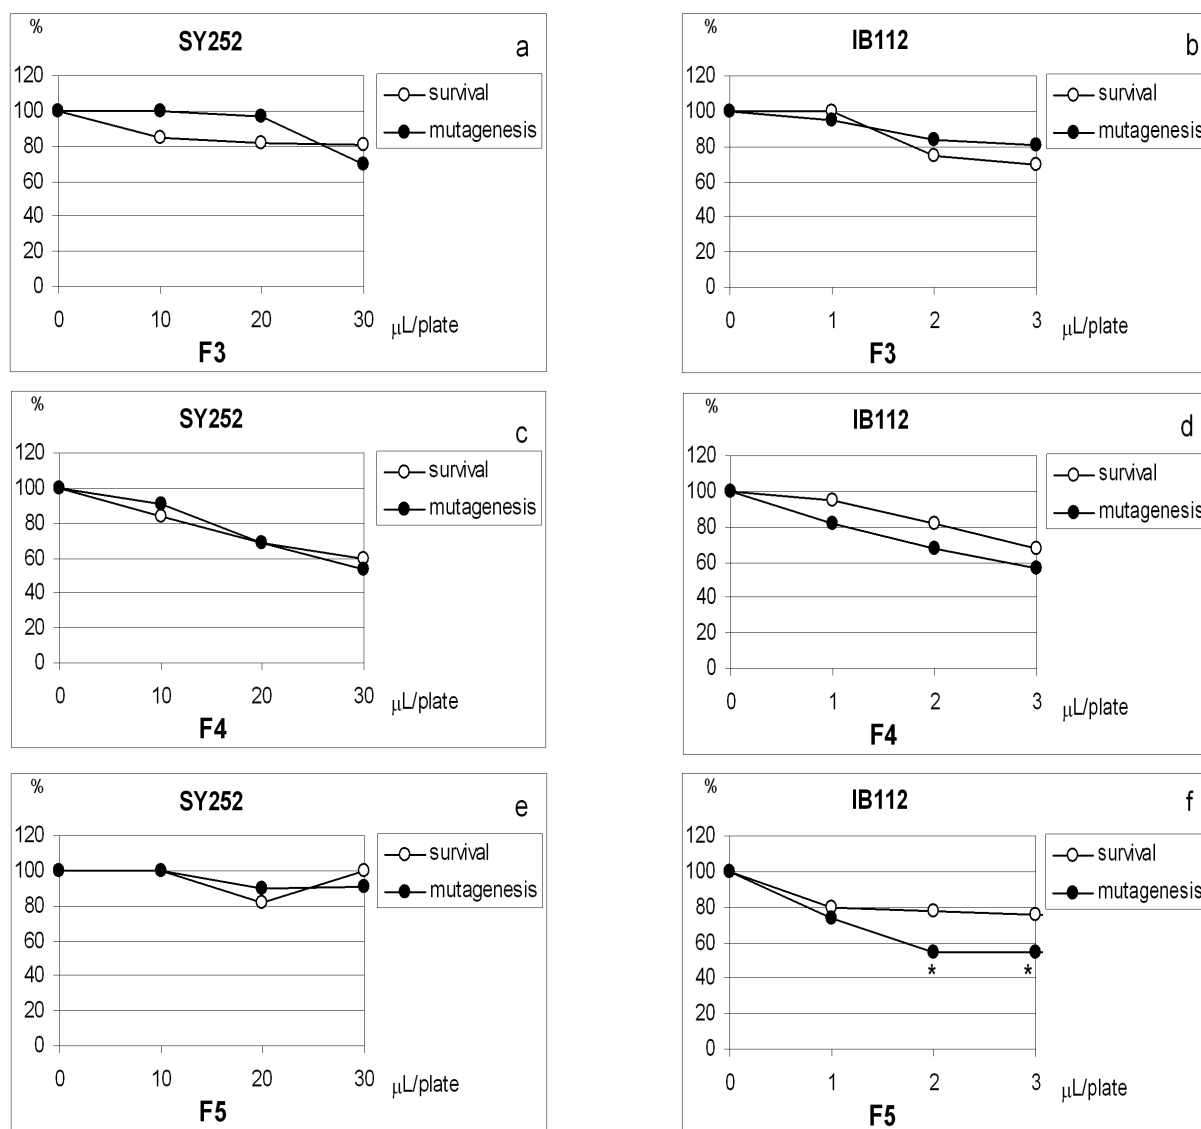 %
SY252
a
120
100
80
60
40
20
0
0 10 20 30 µL/plate
F3
survival
mutagenesis
%
IB112
b
120
100
80
60
40
20
0
0 1 2 3 µL/plate
F3
survival
mutagenesis
%
SY252
c
120
100
80
60
40
20
0
0 10 20 30 µL/plate
F4
survival
mutagenesis
%
IB112
d
120
100
80
60
40
20
0
0 1 2 3 µL/plate
F4
survival
mutagenesis
%
SY252
e
120
100
80
60
40
20
0
0 10 20 30 µL/plate
F5
survival
mutagenesis
%
IB112
f
120
100
80
60
40
20
0
* *
0 1 2 3 µL/plate
F5
survival
mutagenesis